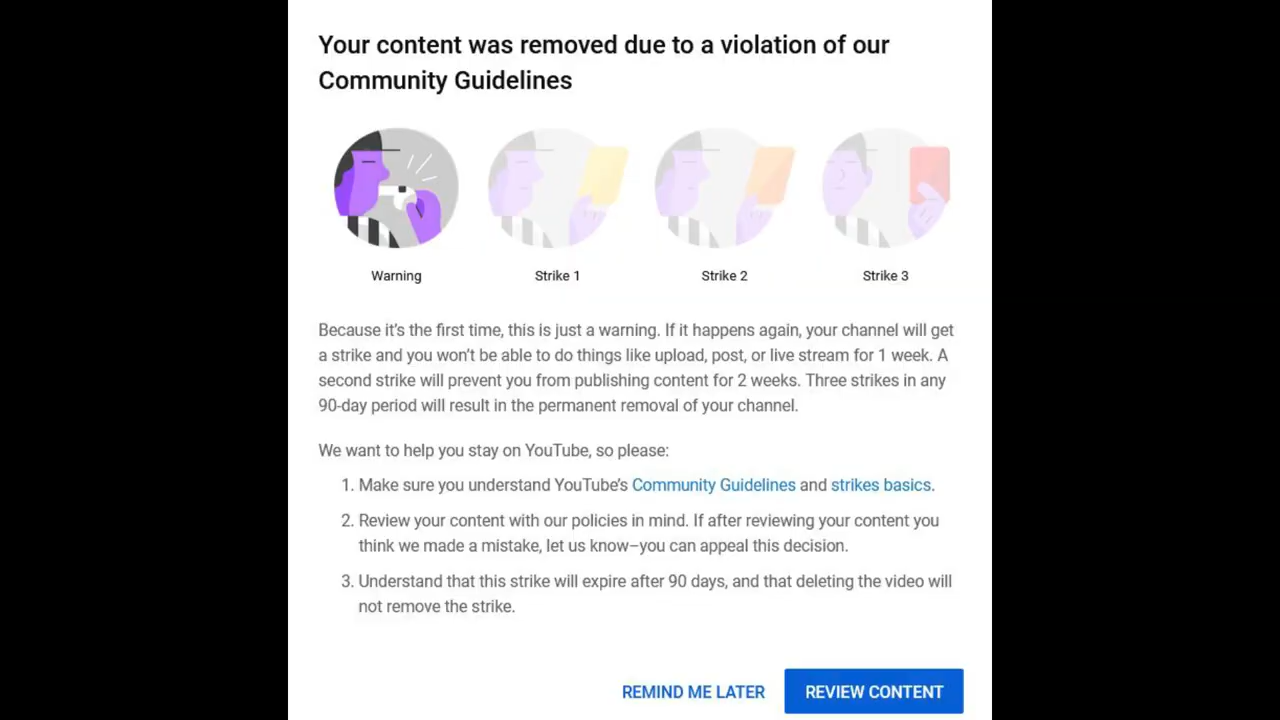 Your content was removed due to a violation of our
Community Guidelines
Warning
Strike 1
Strike 2
Strike 3
Because it's the first time, this is just a warning. If it happens again, your channel will get
a strike and you won't be able to do things like upload, post, or live stream for 1 week. A
second strike will prevent you from publishing content for 2 weeks. Three strikes in any
90-day period will result in the permanent removal of your channel.
We want to help you stay on YouTube, so please:
1. Make sure you understand YouTube's Community Guidelines and strikes basics.
2. Review your content with our policies in mind. If after reviewing your content you
think we made a mistake, let us know–you can appeal this decision.
3. Understand that this strike will expire after 90 days, and that deleting the video will
not remove the strike.
REMIND ME LATER
REVIEW CONTENT